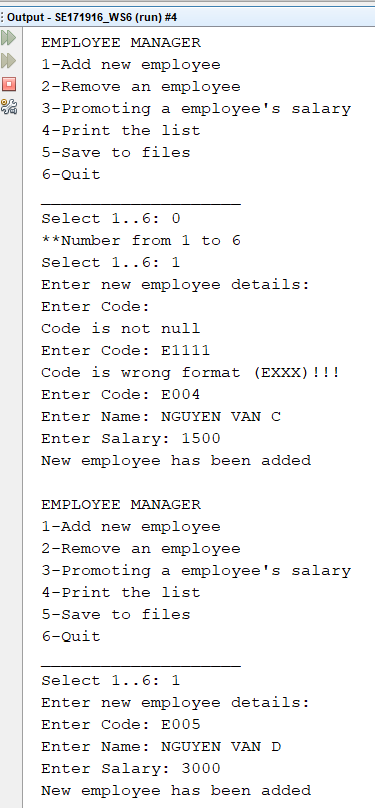 Output - SE171916_WS6 (run) #4
EMPLOYEE MANAGER
1-Add new employee
2-Remove an employee
3-Promoting a employee's salary
4-Print the list
5-Save to files
6-Quit
____________________
Select 1..6: 0
**Number from 1 to 6
Select 1..6: 1
Enter new employee details:
Enter Code:
Code is not null
Enter Code: E1111
Code is wrong format (EXXX)!!!
Enter Code: E004
Enter Name: NGUYEN VAN C
Enter Salary: 1500
New employee has been added
EMPLOYEE MANAGER
1-Add new employee
2-Remove an employee
3-Promoting a employee's salary
4-Print the list
5-Save to files
6-Quit
____________________
Select 1..6: 1
Enter new employee details:
Enter Code: E005
Enter Name: NGUYEN VAN D
Enter Salary: 3000
New employee has been added